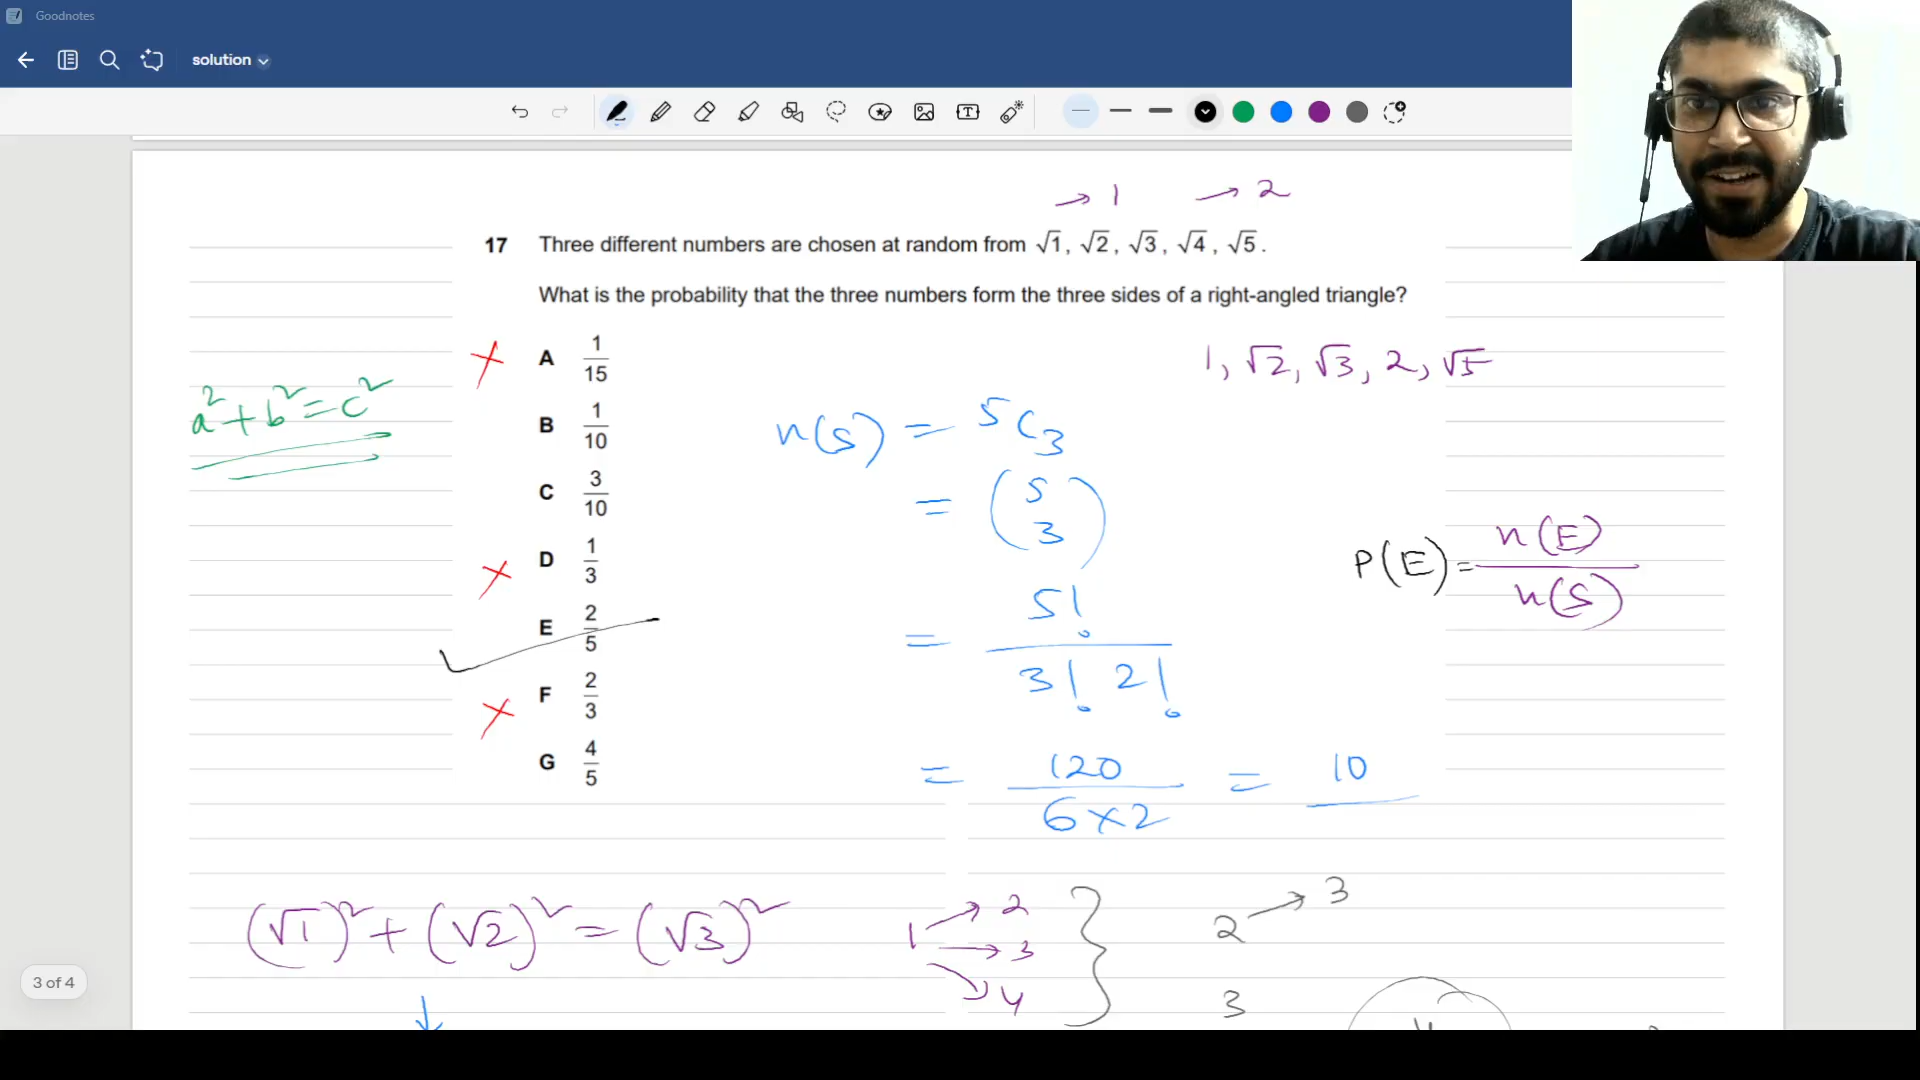 Goodnotes
solution
→ 1 → 2
17 Three different numbers are chosen at random from √1, √2, √3, √4, √5.
What is the probability that the three numbers form the three sides of a right-angled triangle?
A 1/15
B 1/10
C 3/10
D 1/3
E 2/5
F 2/3
G 4/5
a² + b² = c²
1, √2, √3, 2, √5
n(S) = ⁵C₃
= (5 3)
= 5! / 3! 2!
= 120 / 6×2 = 10
P(E) = n(E) / n(S)
(√1)² + (√2)² = (√3)²
1 → 2
→ 3
→ 4
2 → 3
3
3 of 4